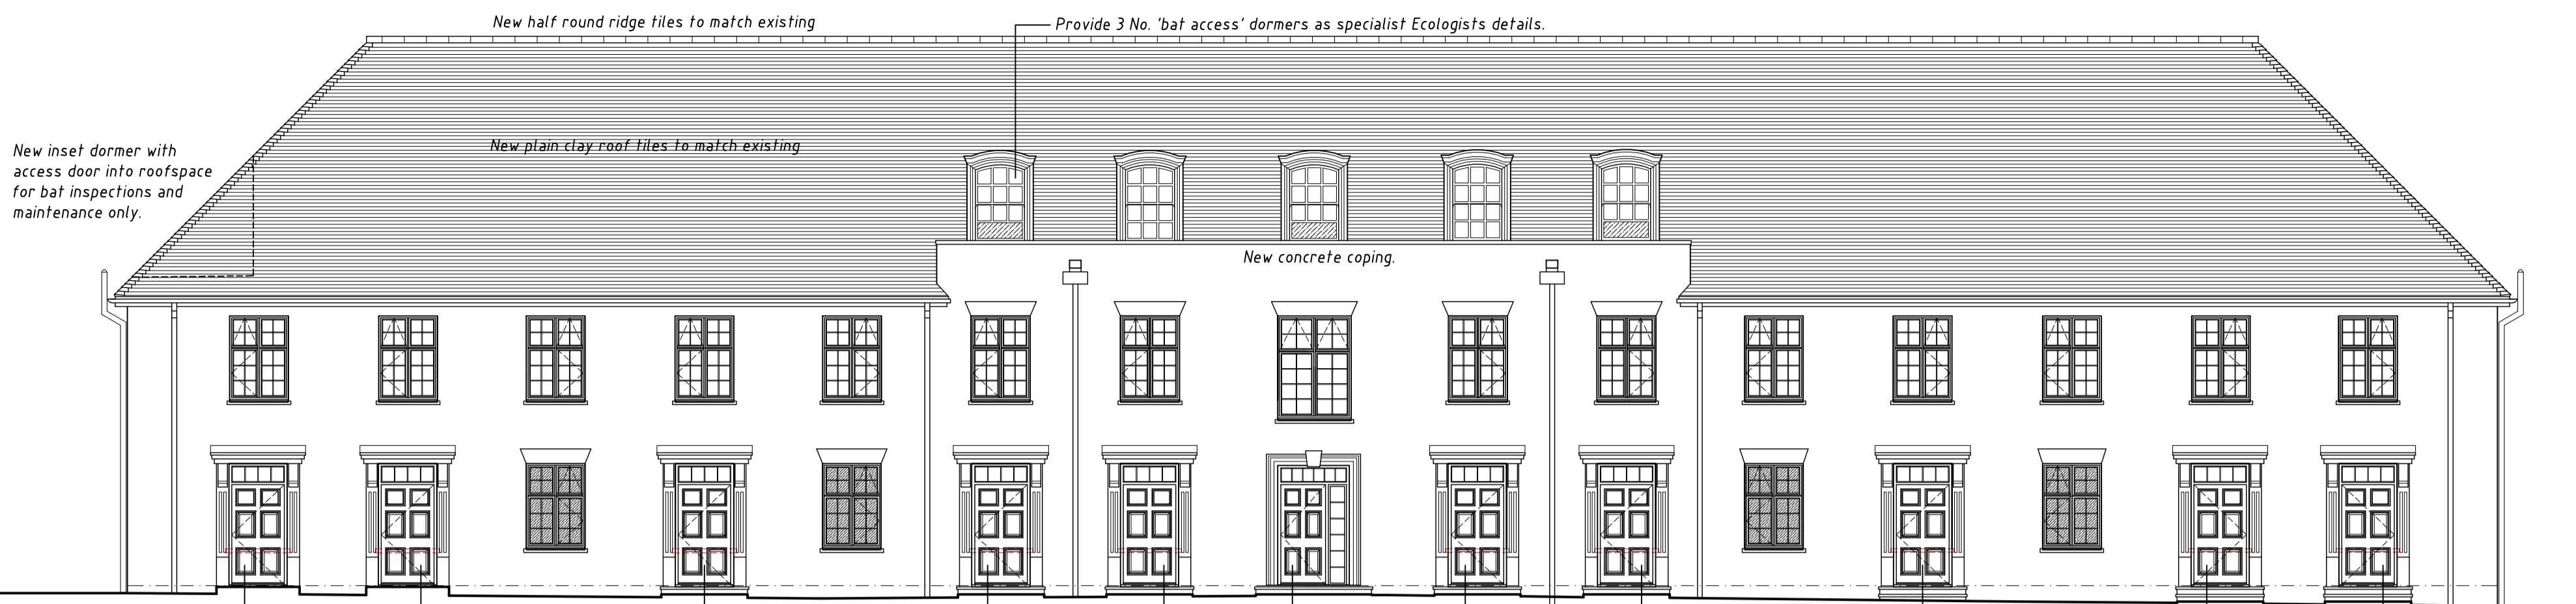 New half round ridge tiles to match existing
Provide 3 No. 'bat access' dormers as specialist Ecologists details.
New plain clay roof tiles to match existing
New inset dormer with
access door into roofspace
for bat inspections and
maintenance only.
New concrete coping.